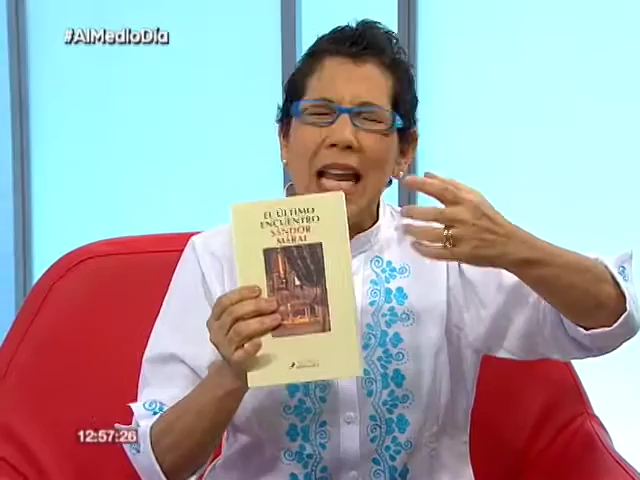 #AlMedioDía
EL ÚLTIMO
ENCUENTRO
SÁNDOR
MÁRAI
12:57:26